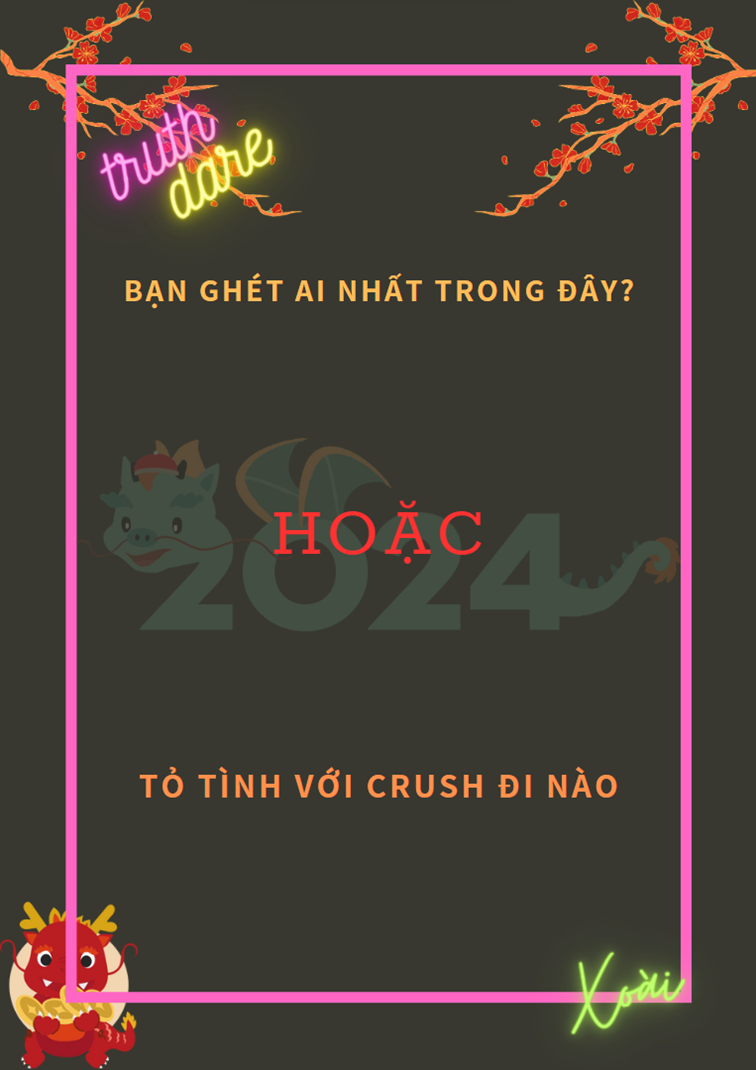 truth
dare
BẠN GHÉT AI NHẤT TRONG ĐÂY?
HOẶC
2024
TỎ TÌNH VỚI CRUSH ĐI NÀO
Xoài